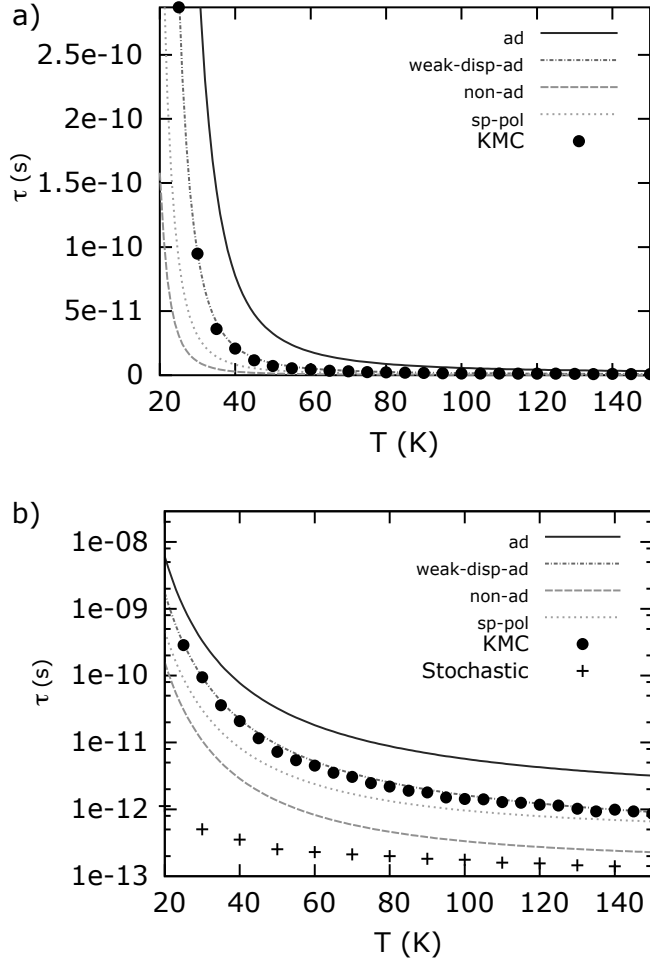 a)
2.5e-10
2e-10
1.5e-10
1e-10
5e-11
0
τ (s)
ad
weak-disp-ad
non-ad
sp-pol
KMC
20 40 60 80 100 120 140
T (K)
b)
1e-08
1e-09
1e-10
1e-11
1e-12
1e-13
τ (s)
ad
weak-disp-ad
non-ad
sp-pol
KMC
Stochastic
20 40 60 80 100 120 140
T (K)